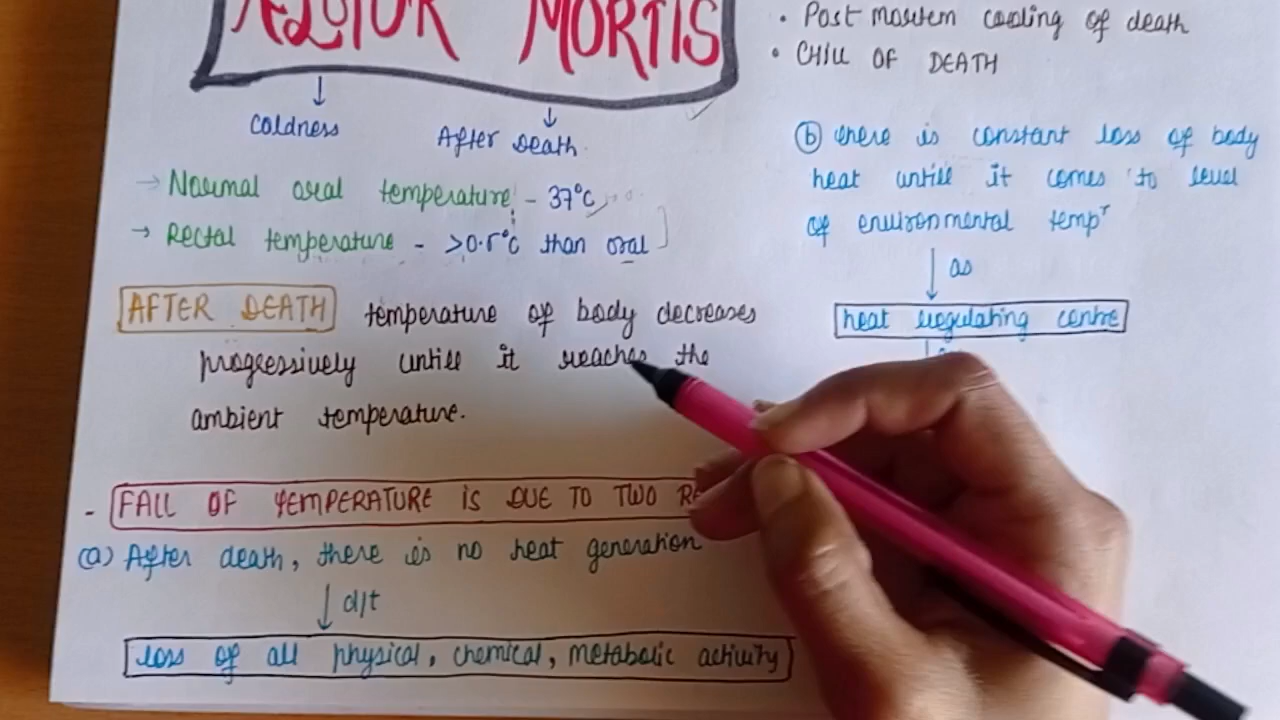 MORTIS
coldness
After Death
→ Normal oral temperature - 37°C
→ Rectal temperature - >0.5°C than oral
AFTER DEATH temperature of body decreases
progressively untill it reaches the
ambient temperature.
- FALL OF TEMPERATURE IS DUE TO TWO
(a) After death, there is no heat generation
d/t
loss of all physical, chemical, metabolic activity
• Post mortem cooling of death
• CHILL OF DEATH
(b) there is constant loss of body
heat untill it comes to level
of environmental tempᵀ
as
heat regulating centre